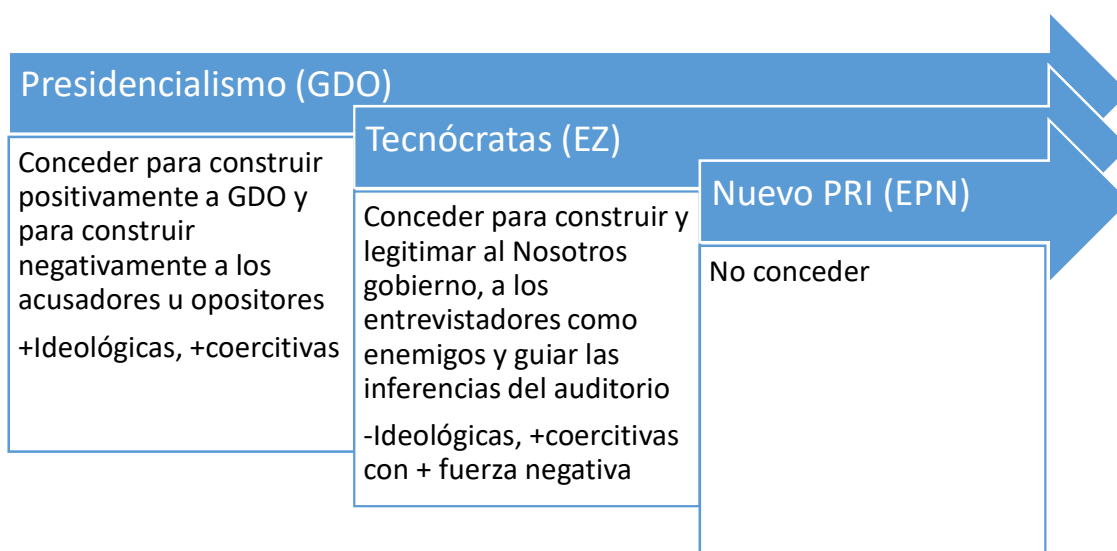 Presidencialismo (GDO)
Conceder para construir
positivamente a GDO y
para construir
negativamente a los
acusadores u opositores
+Ideológicas, +coercitivas
Tecnócratas (EZ)
Conceder para construir y
legitimar al Nosotros
gobierno, a los
entrevistadores como
enemigos y guiar las
inferencias del auditorio
-Ideológicas, +coercitivas
con + fuerza negativa
Nuevo PRI (EPN)
No conceder